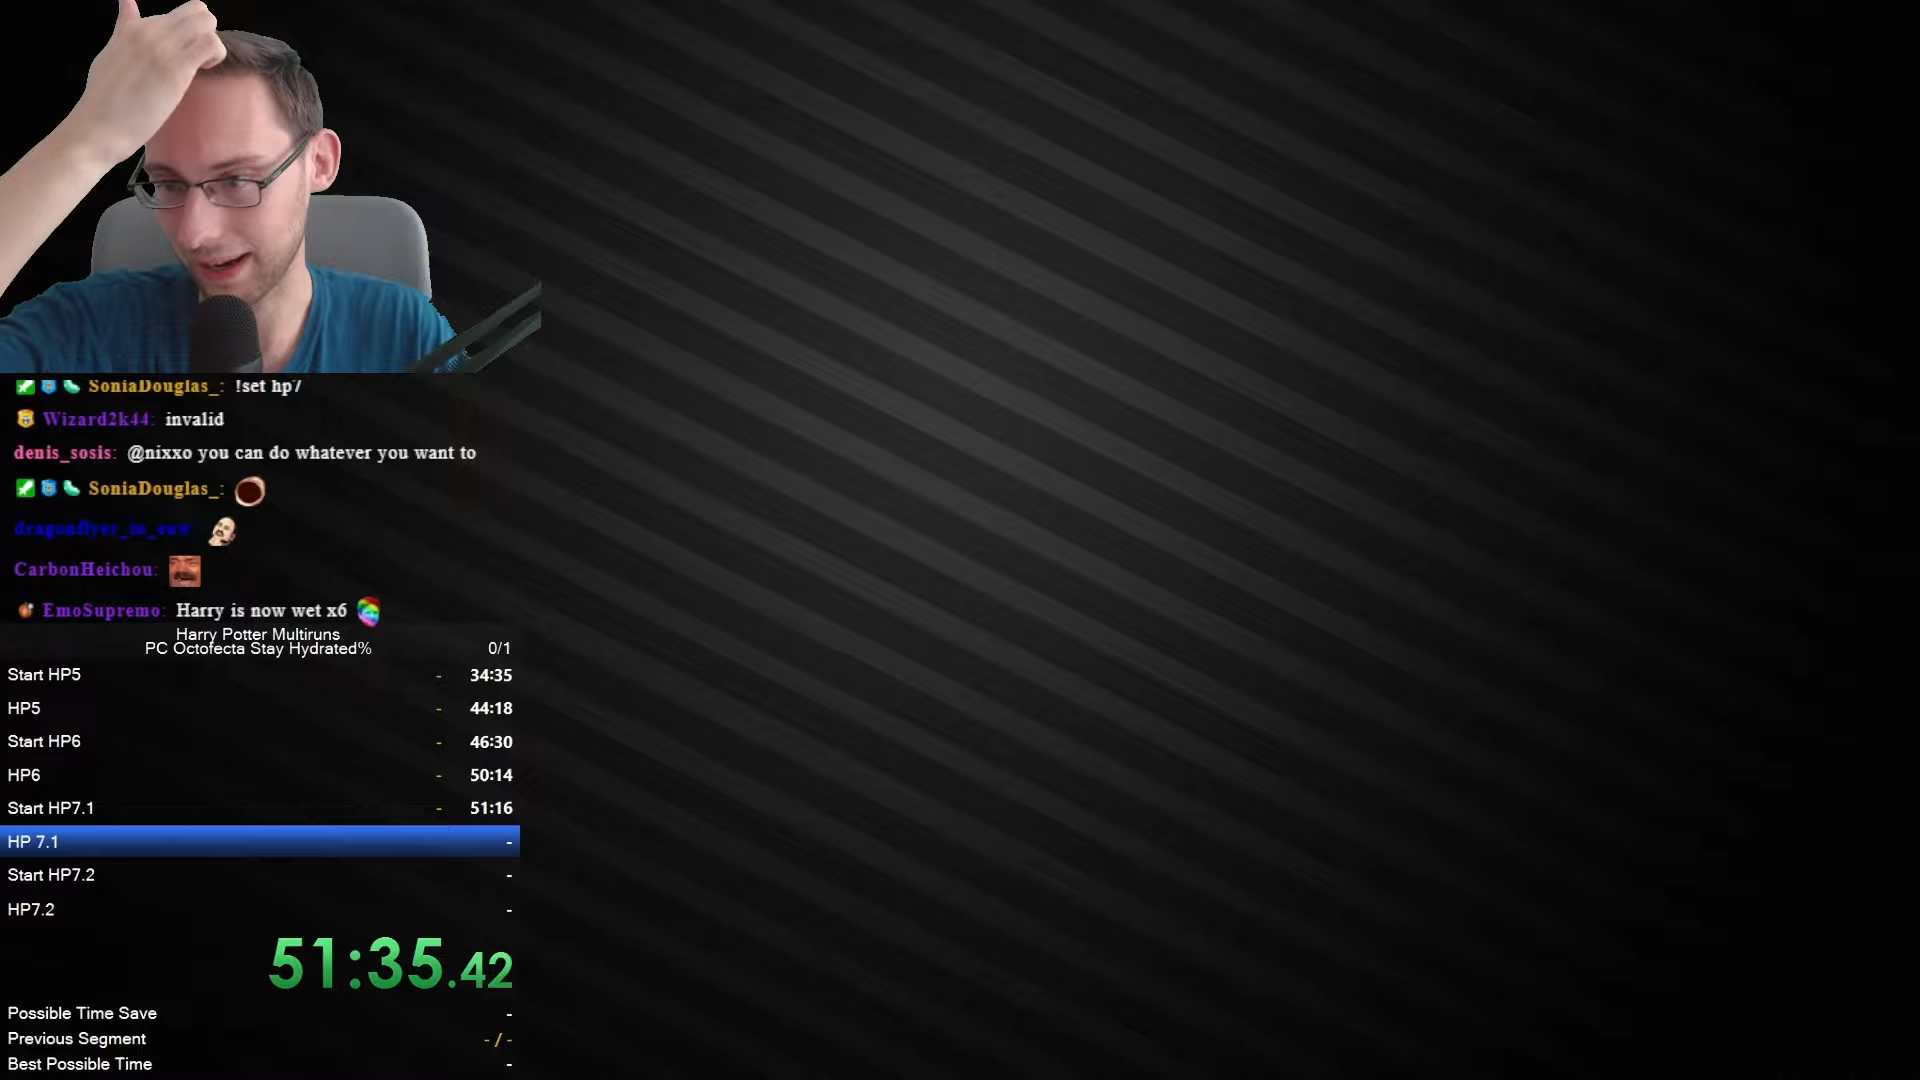 SoniaDouglas_: !set hp7
Wizard2k44: invalid
denis_sosis: @nixxo you can do whatever you want to
SoniaDouglas_:
dragonflyer_in_euw:
CarbonHeichou:
EmoSupremo: Harry is now wet x6
Harry Potter Multiruns
PC Octofecta Stay Hydrated% 0/1
Start HP5 - 34:35
HP5 - 44:18
Start HP6 - 46:30
HP6 - 50:14
Start HP7.1 - 51:16
HP 7.1 -
Start HP7.2 -
HP7.2 -
51:35.42
Possible Time Save -
Previous Segment - / -
Best Possible Time -